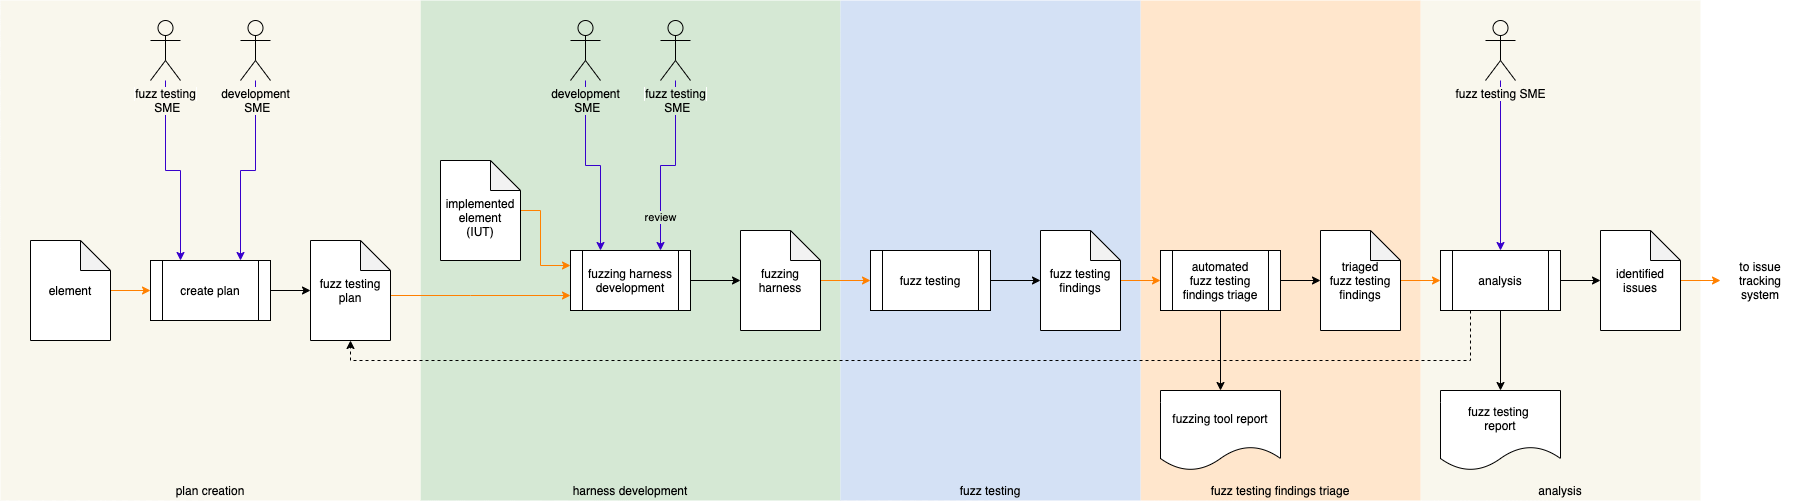 fuzz testing
SME
development
SME
element
create plan
fuzz testing
plan
plan creation
development
SME
fuzz testing
SME
implemented
element
(IUT)
review
fuzzing harness
development
fuzzing
harness
harness development
fuzz testing
fuzz testing
findings
fuzz testing
automated
fuzz testing
findings triage
triaged
fuzz testing
findings
fuzzing tool report
fuzz testing findings triage
fuzz testing SME
analysis
identified
issues
fuzz testing
report
analysis
to issue
tracking
system